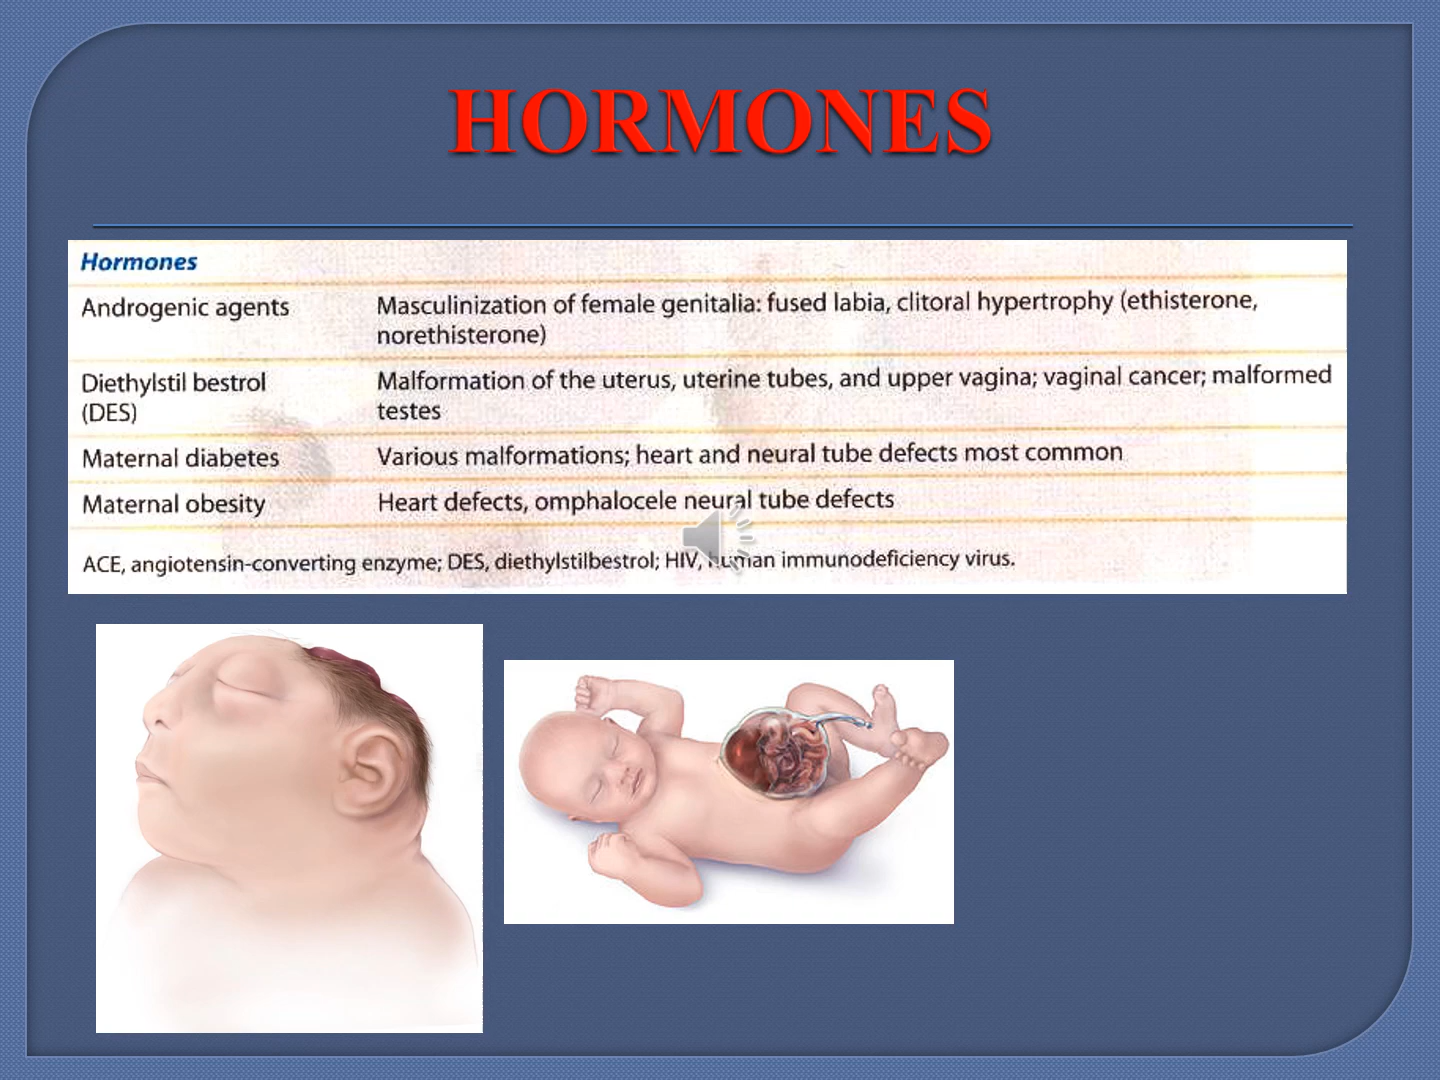 HORMONES
Hormones
Androgenic agents Masculinization of female genitalia: fused labia, clitoral hypertrophy (ethisterone,
norethisterone)
Diethylstil bestrol Malformation of the uterus, uterine tubes, and upper vagina; vaginal cancer; malformed
(DES) testes
Maternal diabetes Various malformations; heart and neural tube defects most common
Maternal obesity Heart defects, omphalocele neural tube defects
ACE, angiotensin-converting enzyme; DES, diethylstilbestrol; HIV, human immunodeficiency virus.